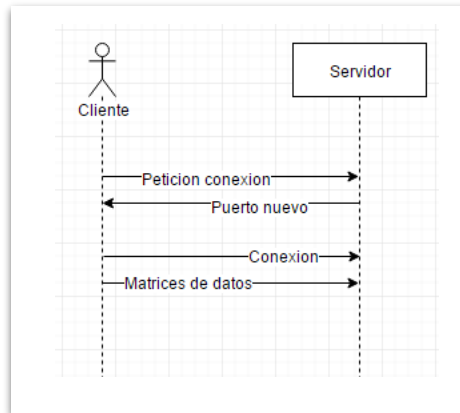 Servidor
Cliente
Peticion conexion
Puerto nuevo
Conexion
Matrices de datos